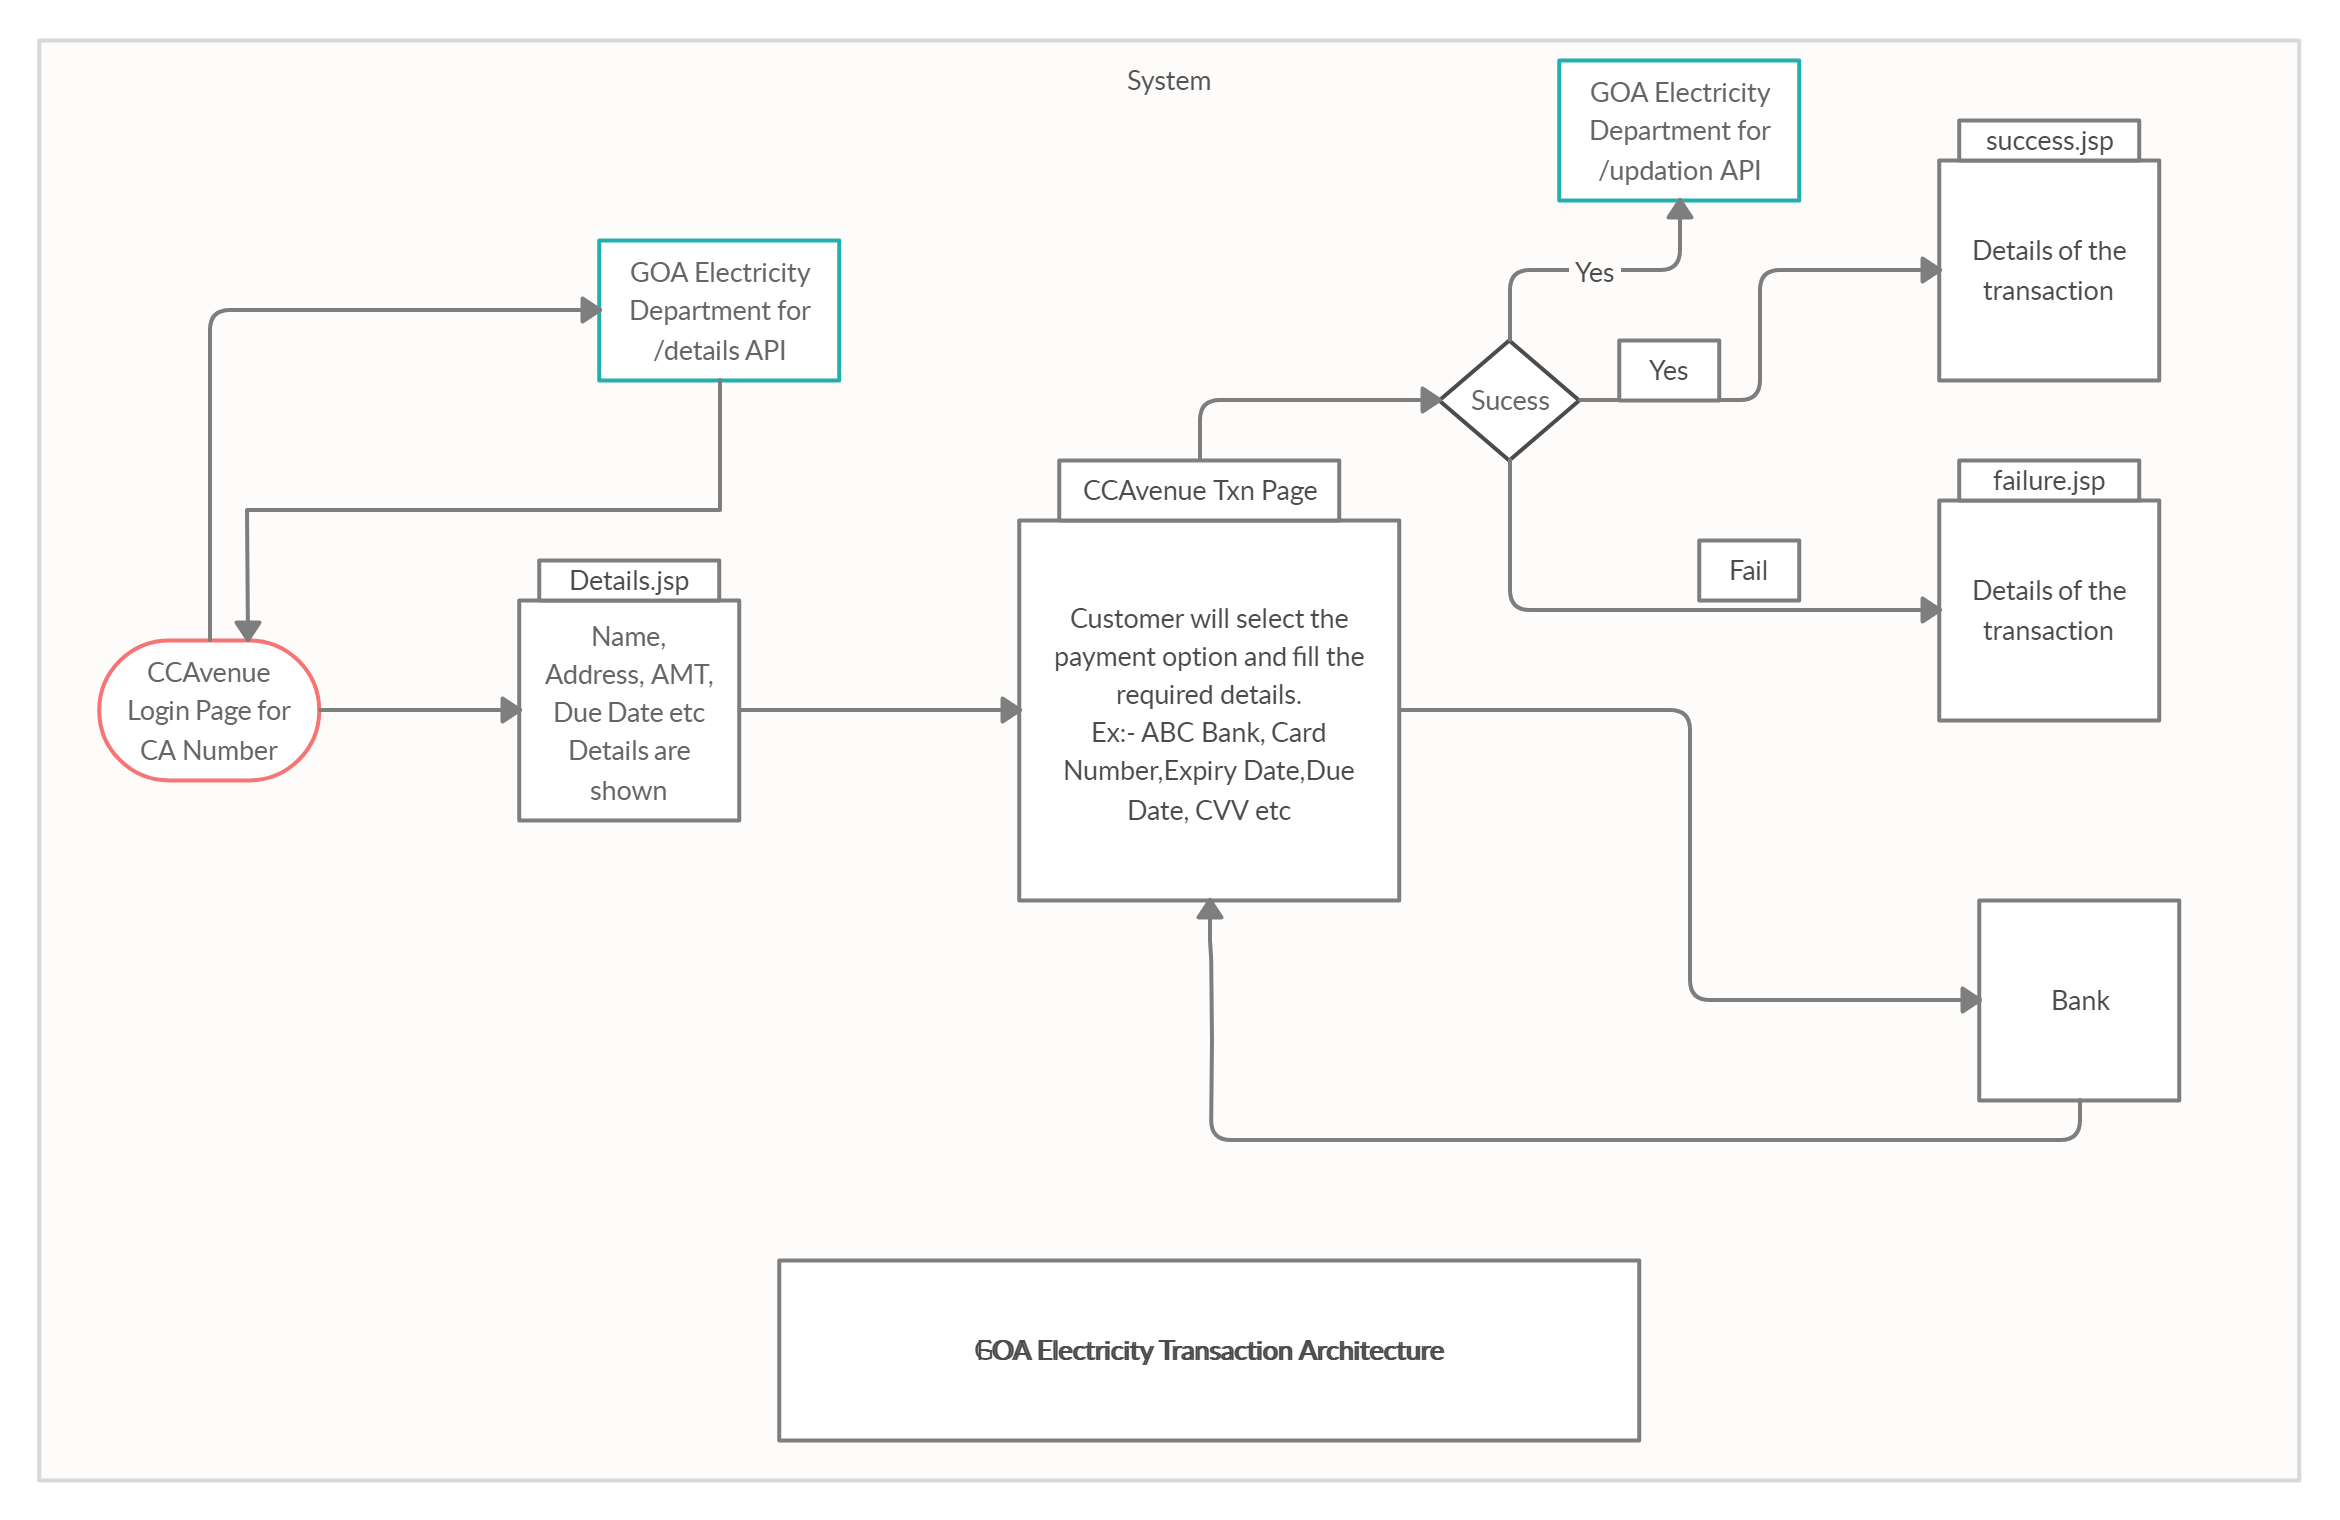 System
GOA Electricity
Department for
/updation API
success.jsp
Details of the
transaction
GOA Electricity
Department for
/details API
Yes
Yes
Sucess
failure.jsp
Details of the
transaction
Fail
CCAvenue Txn Page
Customer will select the
payment option and fill the
required details.
Ex:- ABC Bank, Card
Number,Expiry Date,Due
Date, CVV etc
Details.jsp
Name,
Address, AMT,
Due Date etc
Details are
shown
CCAvenue
Login Page for
CA Number
Bank
GOA Electricity Transaction Architecture